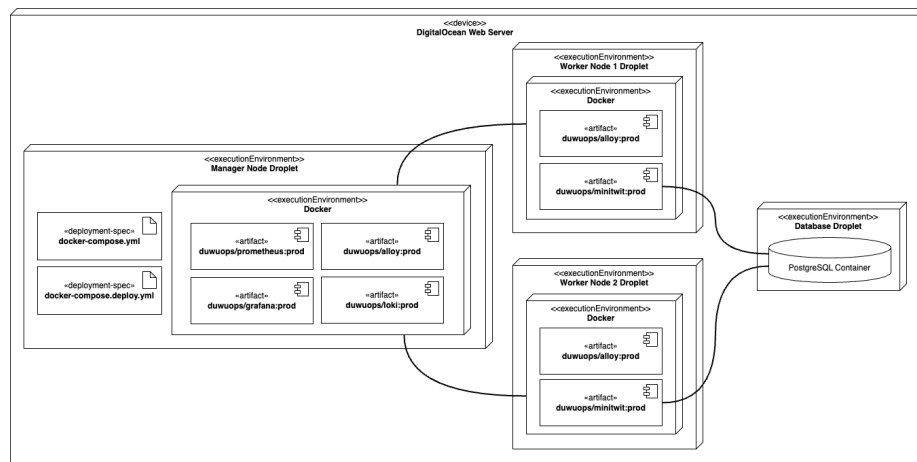 <<device>>
DigitalOcean Web Server
<<executionEnvironment>>
Manager Node Droplet
«deployment-spec»
docker-compose.yml
«deployment-spec»
docker-compose.deploy.yml
<<executionEnvironment>>
Docker
«artifact»
duwuops/prometheus:prod
«artifact»
duwuops/alloy:prod
«artifact»
duwuops/grafana:prod
«artifact»
duwuops/loki:prod
<<executionEnvironment>>
Worker Node 1 Droplet
<<executionEnvironment>>
Docker
«artifact»
duwuops/alloy:prod
«artifact»
duwuops/minitwit:prod
<<executionEnvironment>>
Worker Node 2 Droplet
<<executionEnvironment>>
Docker
«artifact»
duwuops/alloy:prod
«artifact»
duwuops/minitwit:prod
<<executionEnvironment>>
Database Droplet
PostgreSQL Container